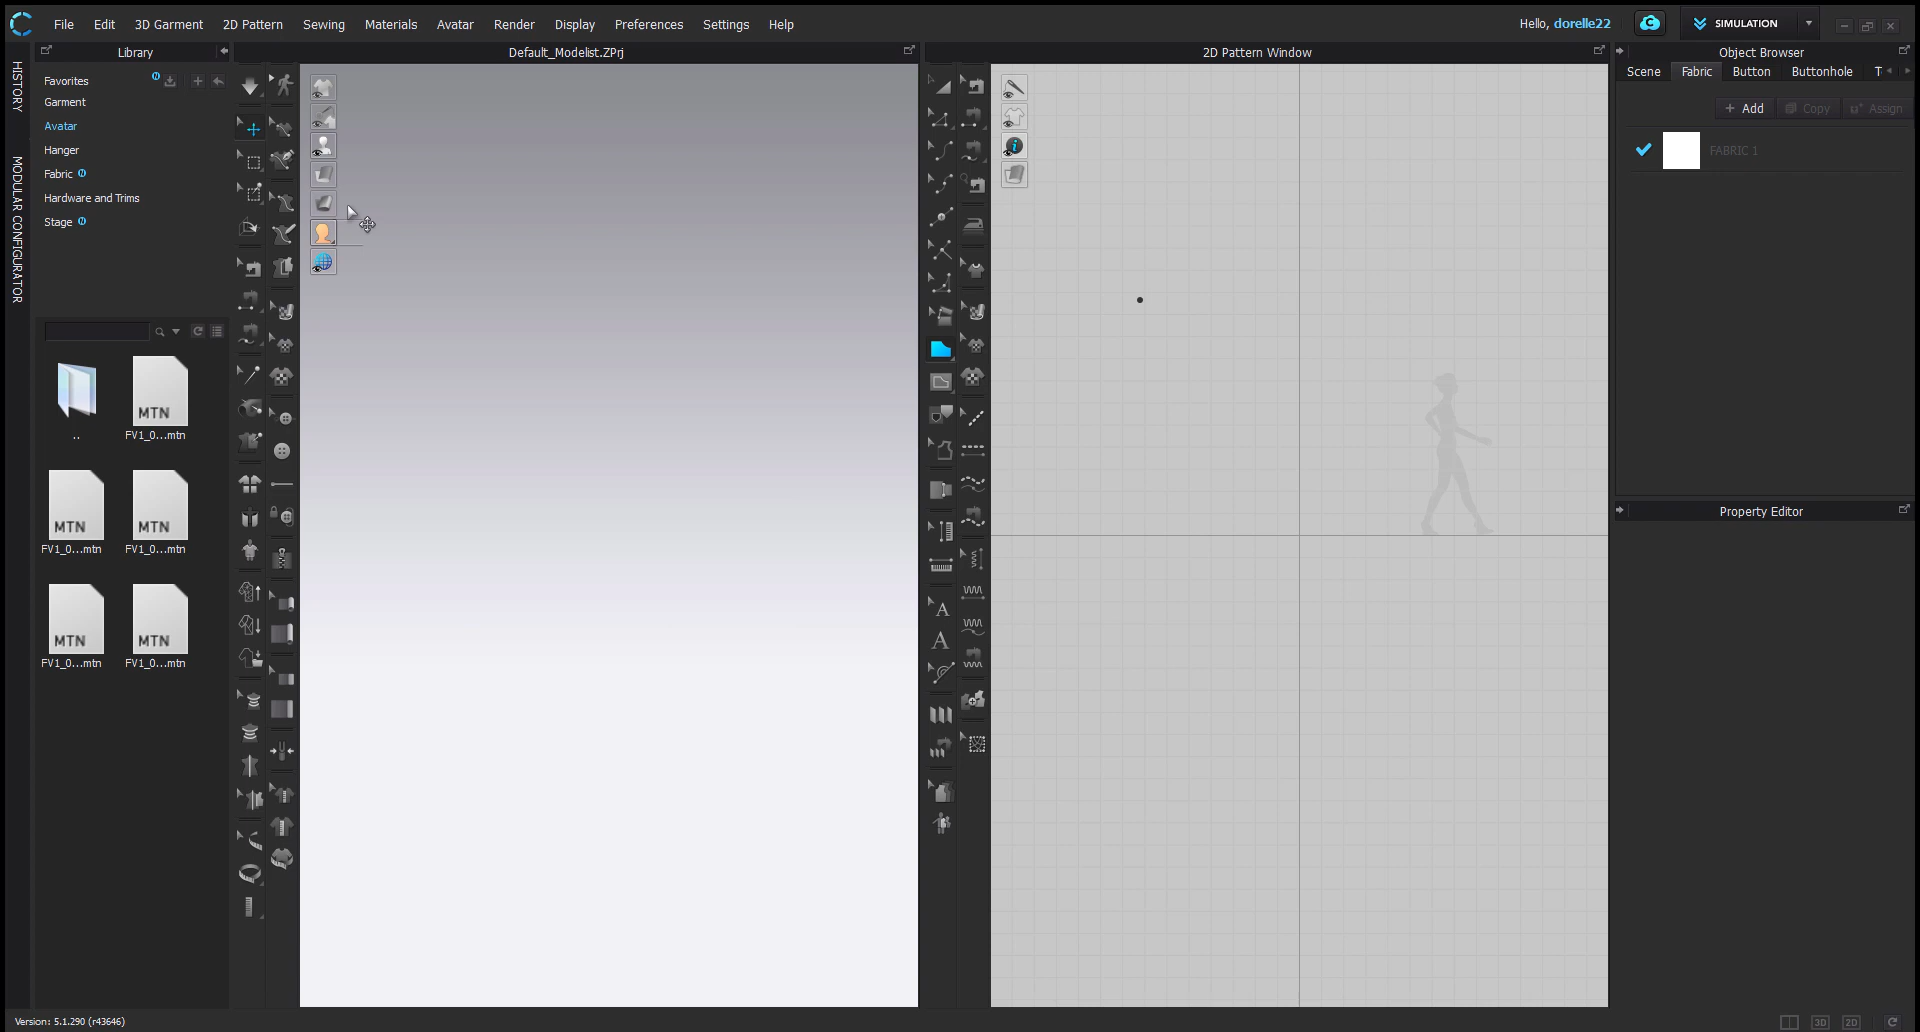 File Edit 3D Garment 2D Pattern Sewing Materials Avatar Render Display Preferences Settings Help
Hello, dorelle22
SIMULATION
Library
Default_Modelist.ZPrj
2D Pattern Window
Object Browser
HISTORY
MODULAR CONFIGURATOR
Favorites
Garment
Avatar
Hanger
Fabric
Hardware and Trims
Stage
Scene Fabric Button Buttonhole T
+ Add Copy Assign
FABRIC 1
Property Editor
MTN
..
FV1_0...mtn
MTN MTN
FV1_0...mtn FV1_0...mtn
MTN MTN
FV1_0...mtn FV1_0...mtn
A
A
Version: 5.1.290 (r43646)
3D 2D